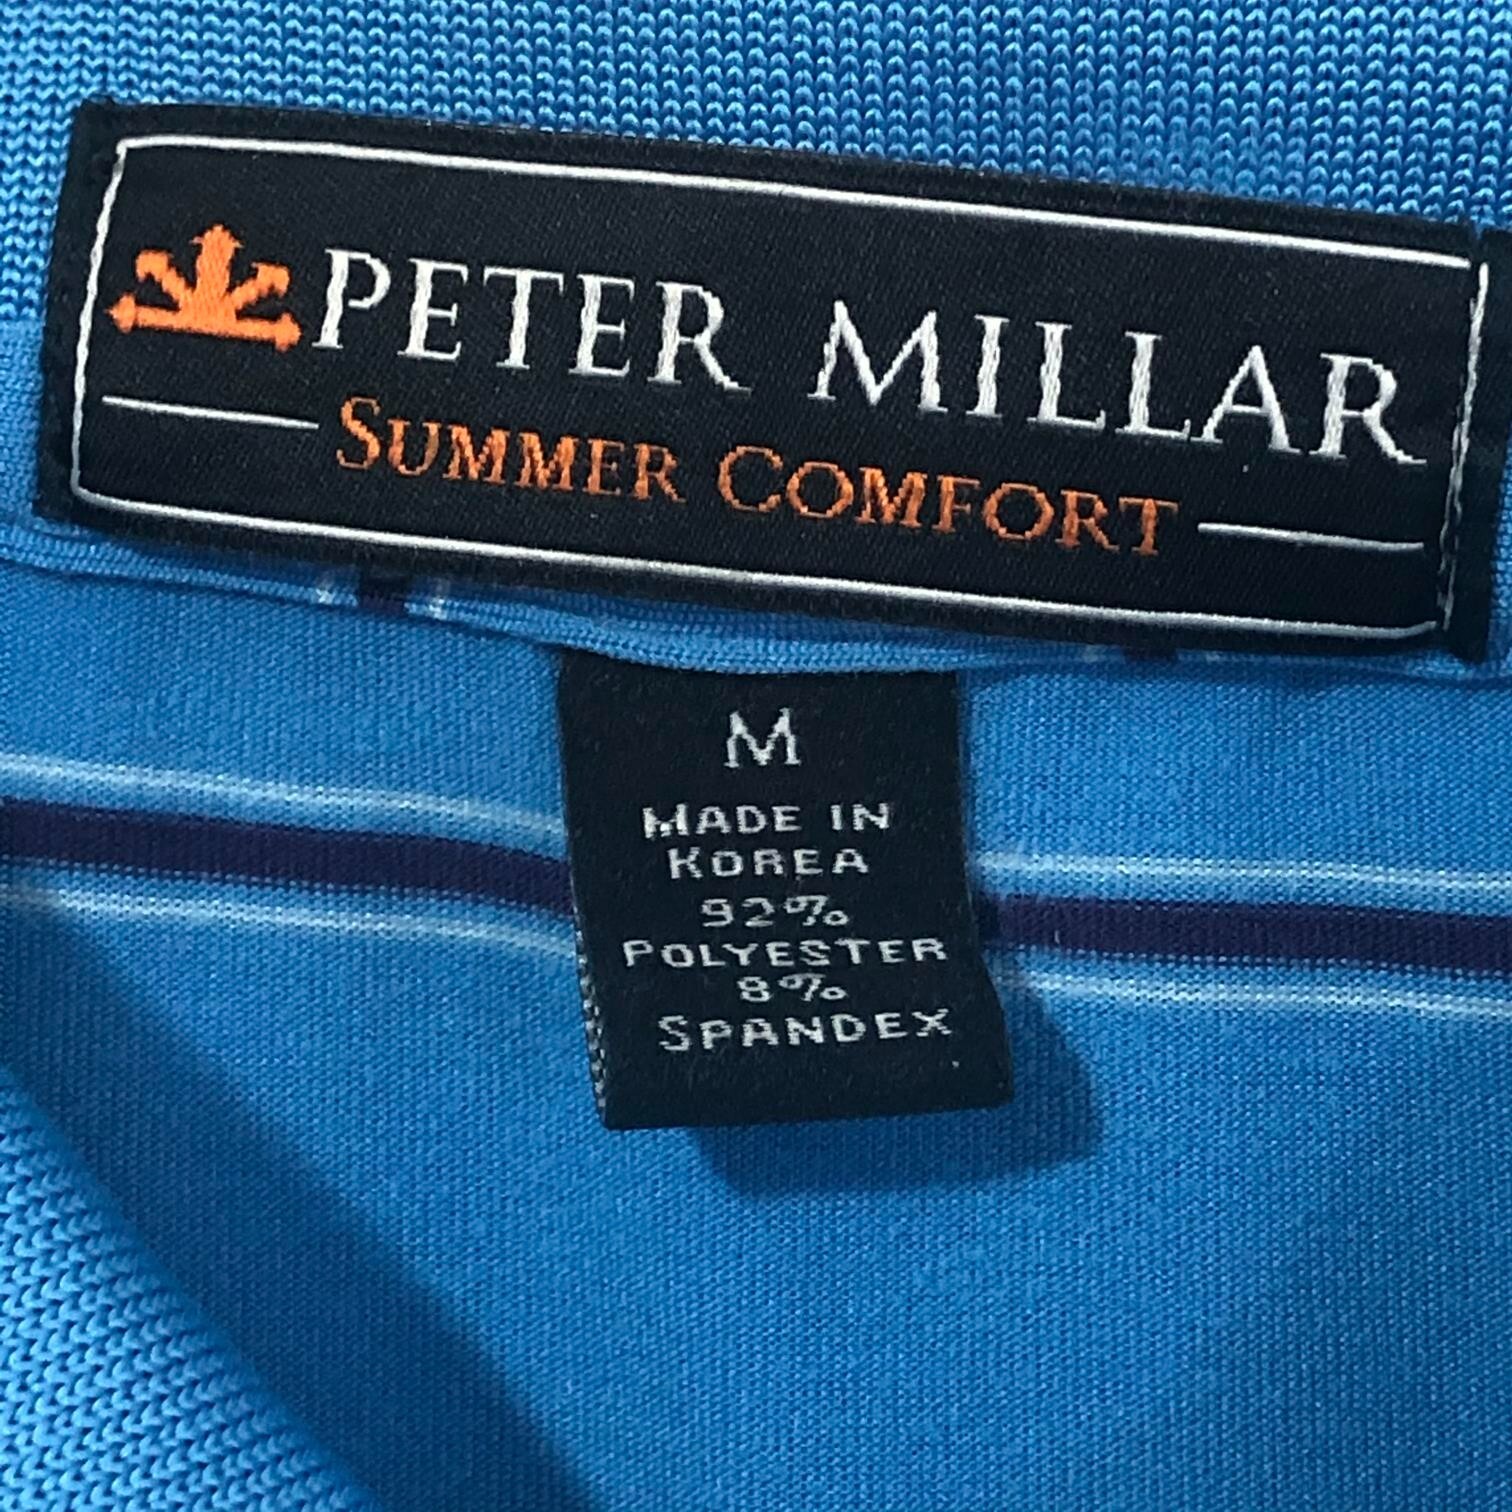 PETER MILLAR
SUMMER COMFORT
M
MADE IN
KOREA
92%
POLYESTER
8%
SPANDEX